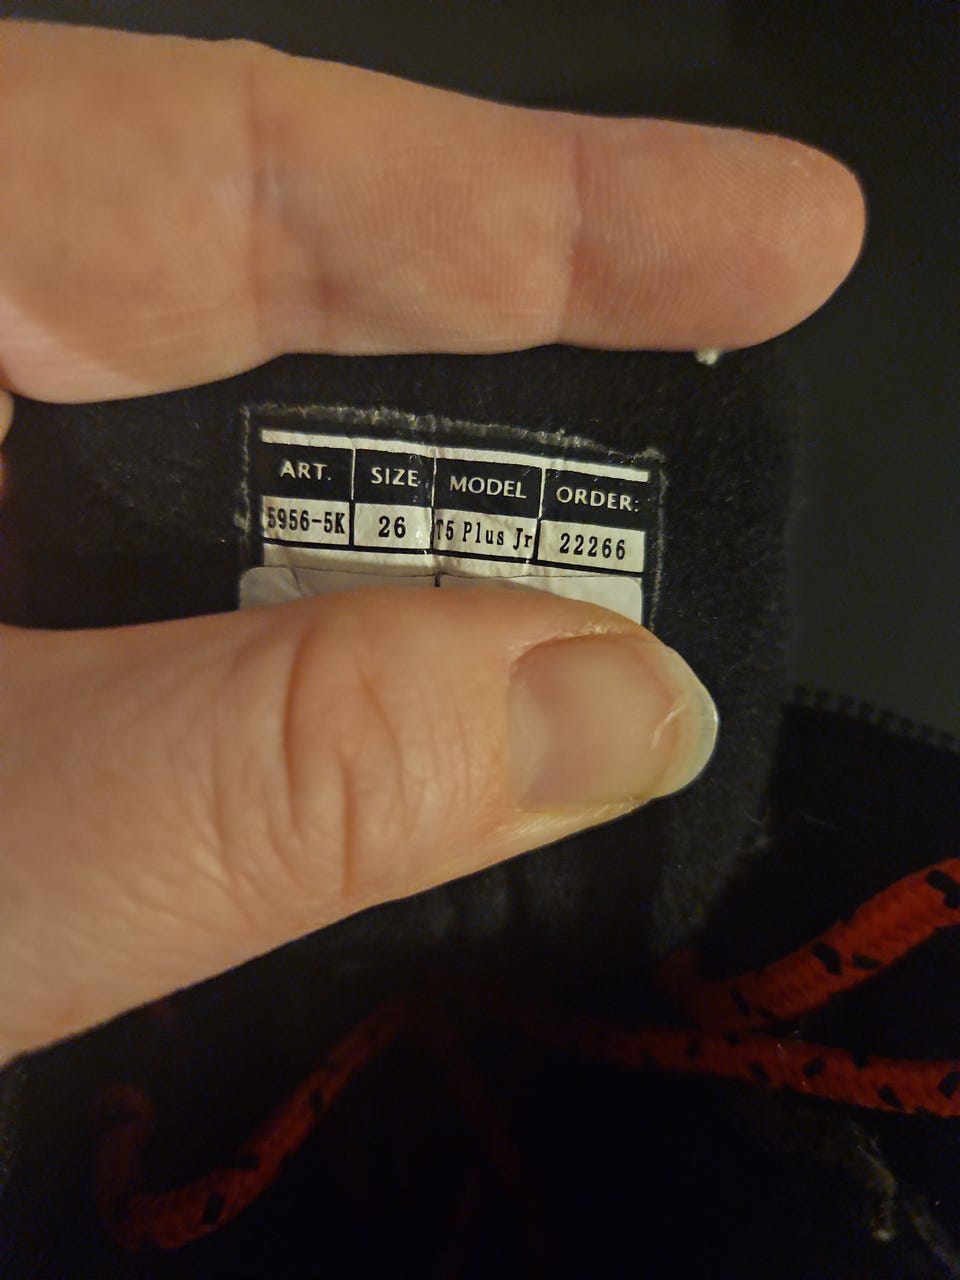 ART. SIZE MODEL ORDER:
5956-5K 26 T5 Plus Jr 22266